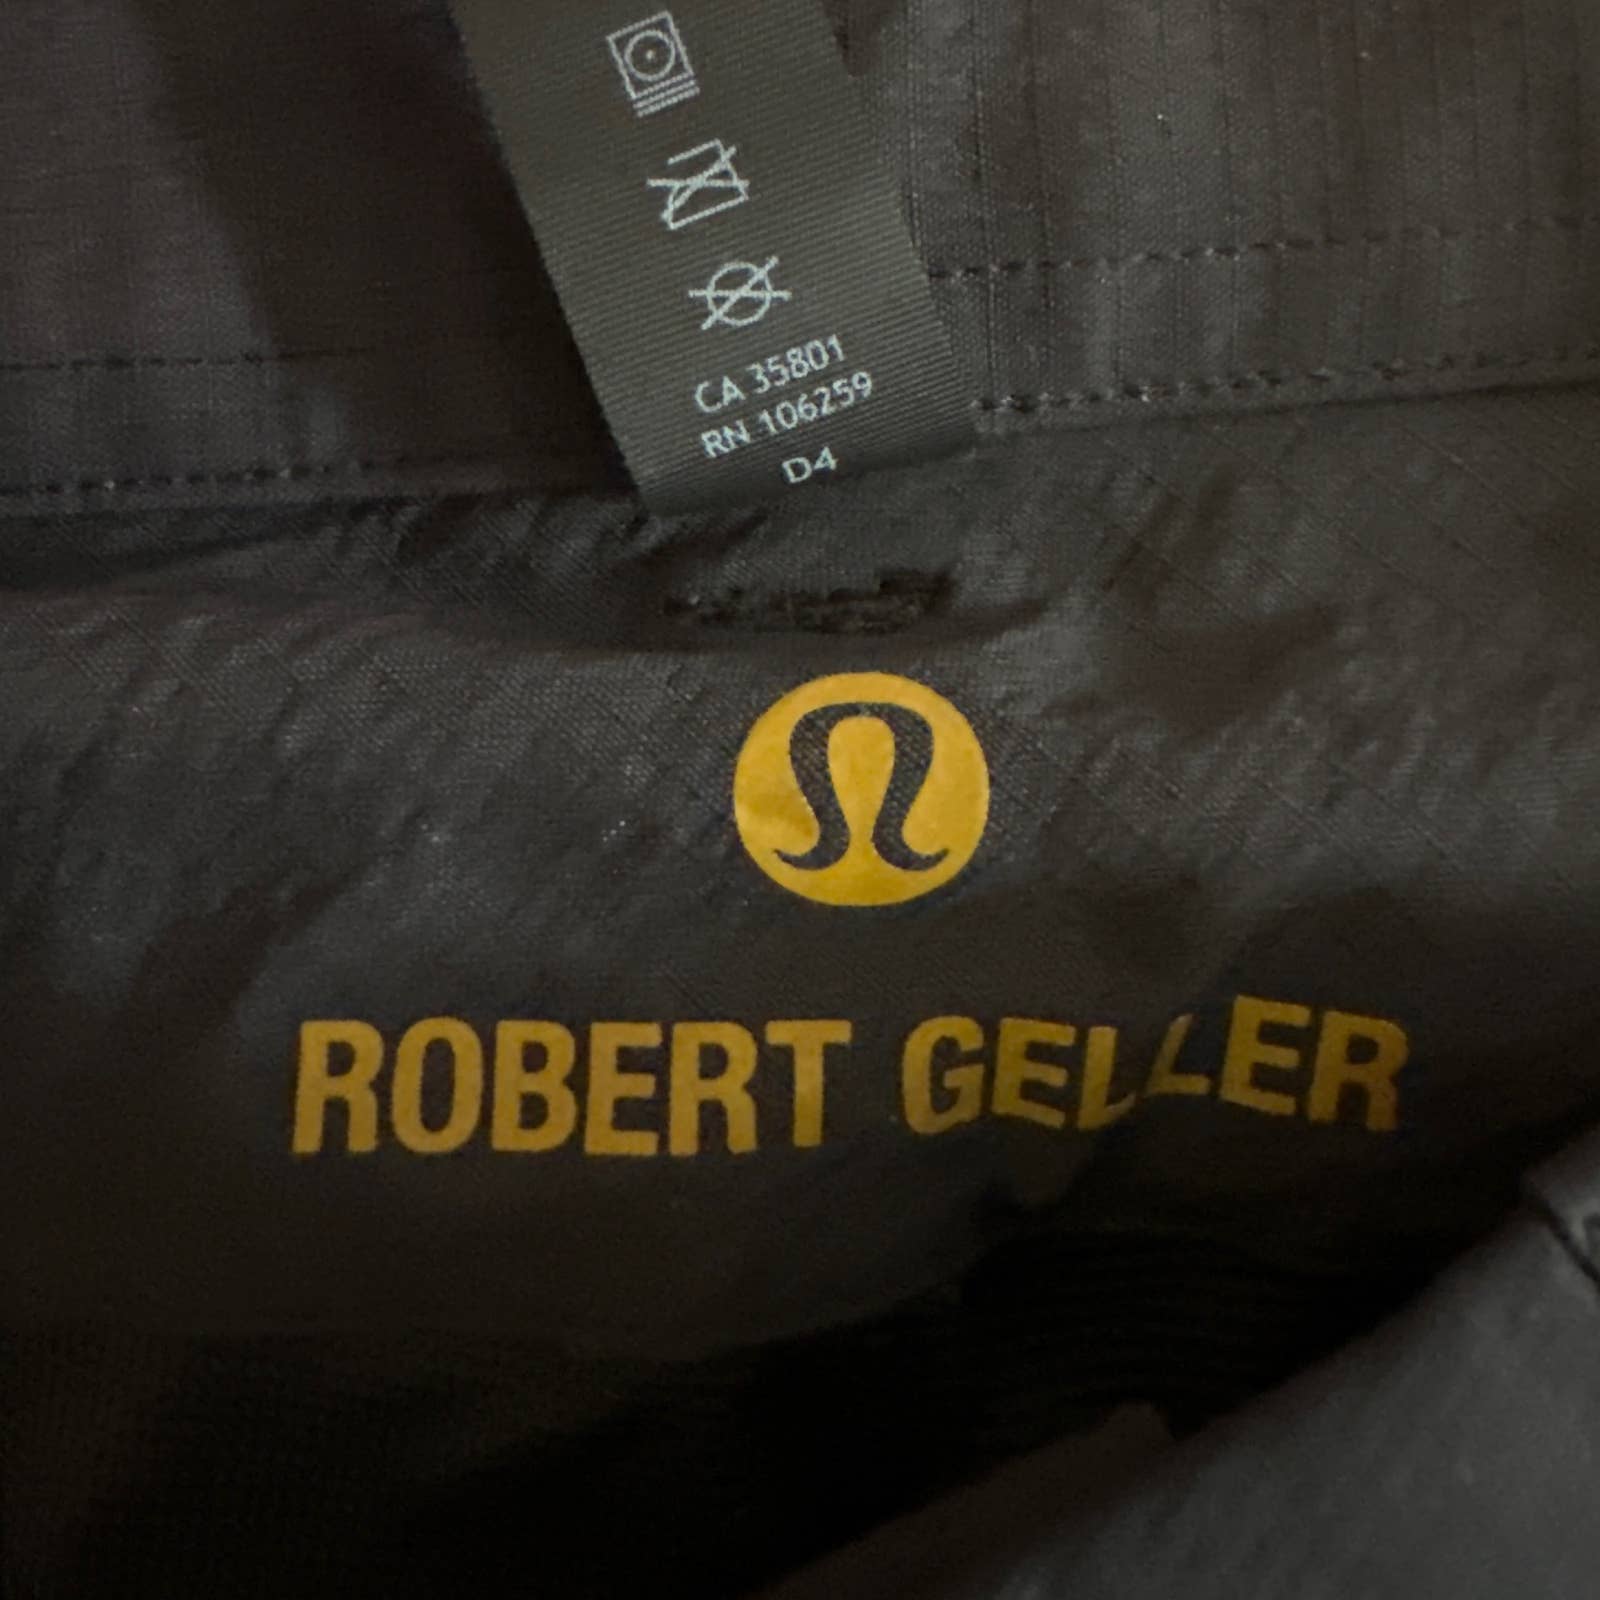 CA 35801
RN 106259
D4
ROBERT GELLER